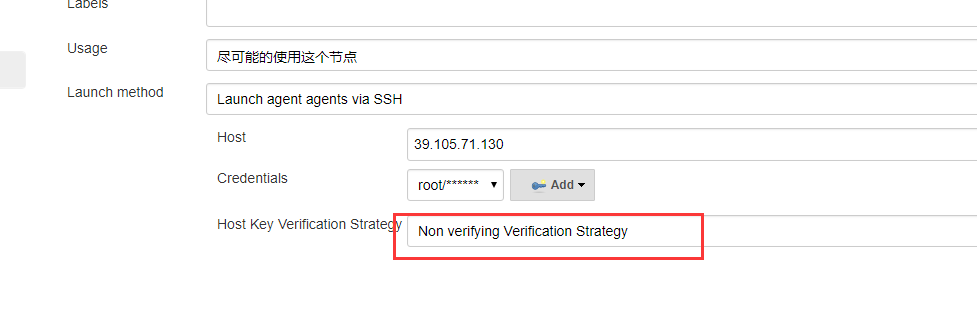 Labels
Usage
尽可能的使用这个节点
Launch method
Launch agent agents via SSH
Host
39.105.71.130
Credentials
root/******
Add
Host Key Verification Strategy
Non verifying Verification Strategy